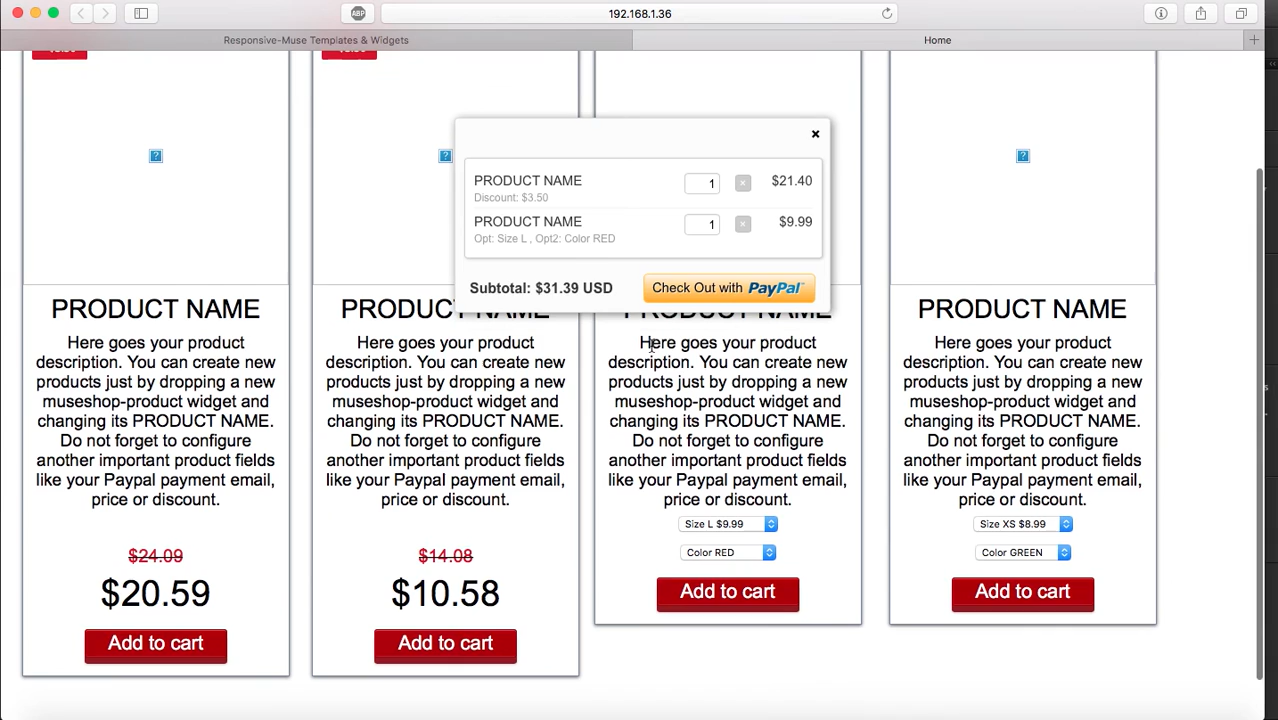 ABP
192.168.1.36
Responsive-Muse Templates & Widgets
Home
PRODUCT NAME
1
×
$21.40
Discount: $3.50
PRODUCT NAME
1
×
$9.99
Opt: Size L , Opt2: Color RED
Subtotal: $31.39 USD
Check Out with PayPal
PRODUCT NAME
Here goes your product
description. You can create new
products just by dropping a new
museshop-product widget and
changing its PRODUCT NAME.
Do not forget to configure
another important product fields
like your Paypal payment email,
price or discount.
$24.09
$20.59
Add to cart
PRODUCT NAME
Here goes your product
description. You can create new
products just by dropping a new
museshop-product widget and
changing its PRODUCT NAME.
Do not forget to configure
another important product fields
like your Paypal payment email,
price or discount.
$14.08
$10.58
Add to cart
PRODUCT NAME
Here goes your product
description. You can create new
products just by dropping a new
museshop-product widget and
changing its PRODUCT NAME.
Do not forget to configure
another important product fields
like your Paypal payment email,
price or discount.
Size L $9.99
Color RED
Add to cart
PRODUCT NAME
Here goes your product
description. You can create new
products just by dropping a new
museshop-product widget and
changing its PRODUCT NAME.
Do not forget to configure
another important product fields
like your Paypal payment email,
price or discount.
Size XS $8.99
Color GREEN
Add to cart